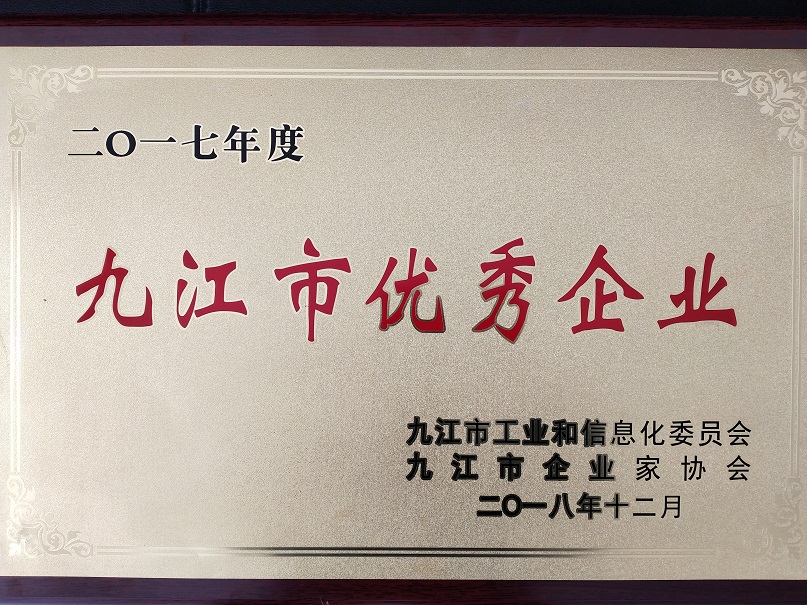 二〇一七年度
九江市优秀企业
九江市工业和信息化委员会
九江市企业家协会
二〇一八年十二月